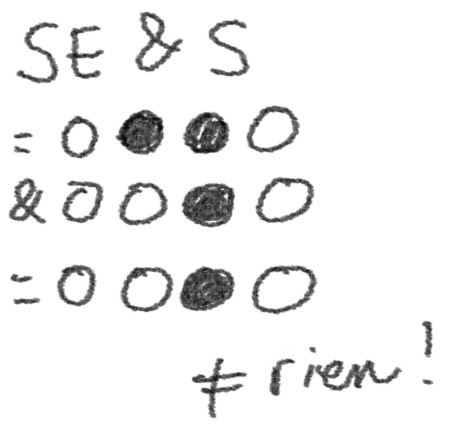 SE & S
= ○ ● ● ○
& ○ ○ ● ○
= ○ ○ ● ○
≠ rien!